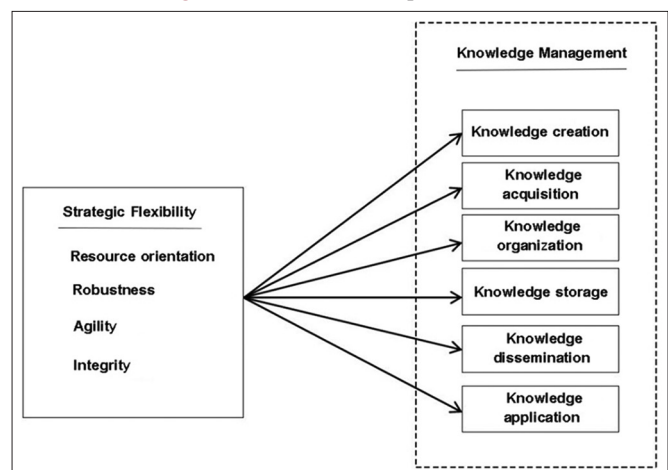 Knowledge Management
Knowledge creation
Knowledge
acquisition
Knowledge
organization
Knowledge storage
Knowledge
dissemination
Knowledge
application
Strategic Flexibility
Resource orientation
Robustness
Agility
Integrity